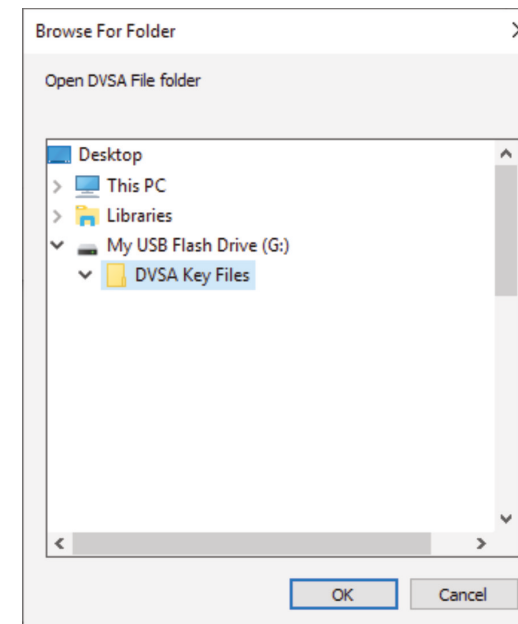 Browse For Folder
Open DVSA File folder
Desktop
This PC
Libraries
My USB Flash Drive (G:)
DVSA Key Files
OK
Cancel